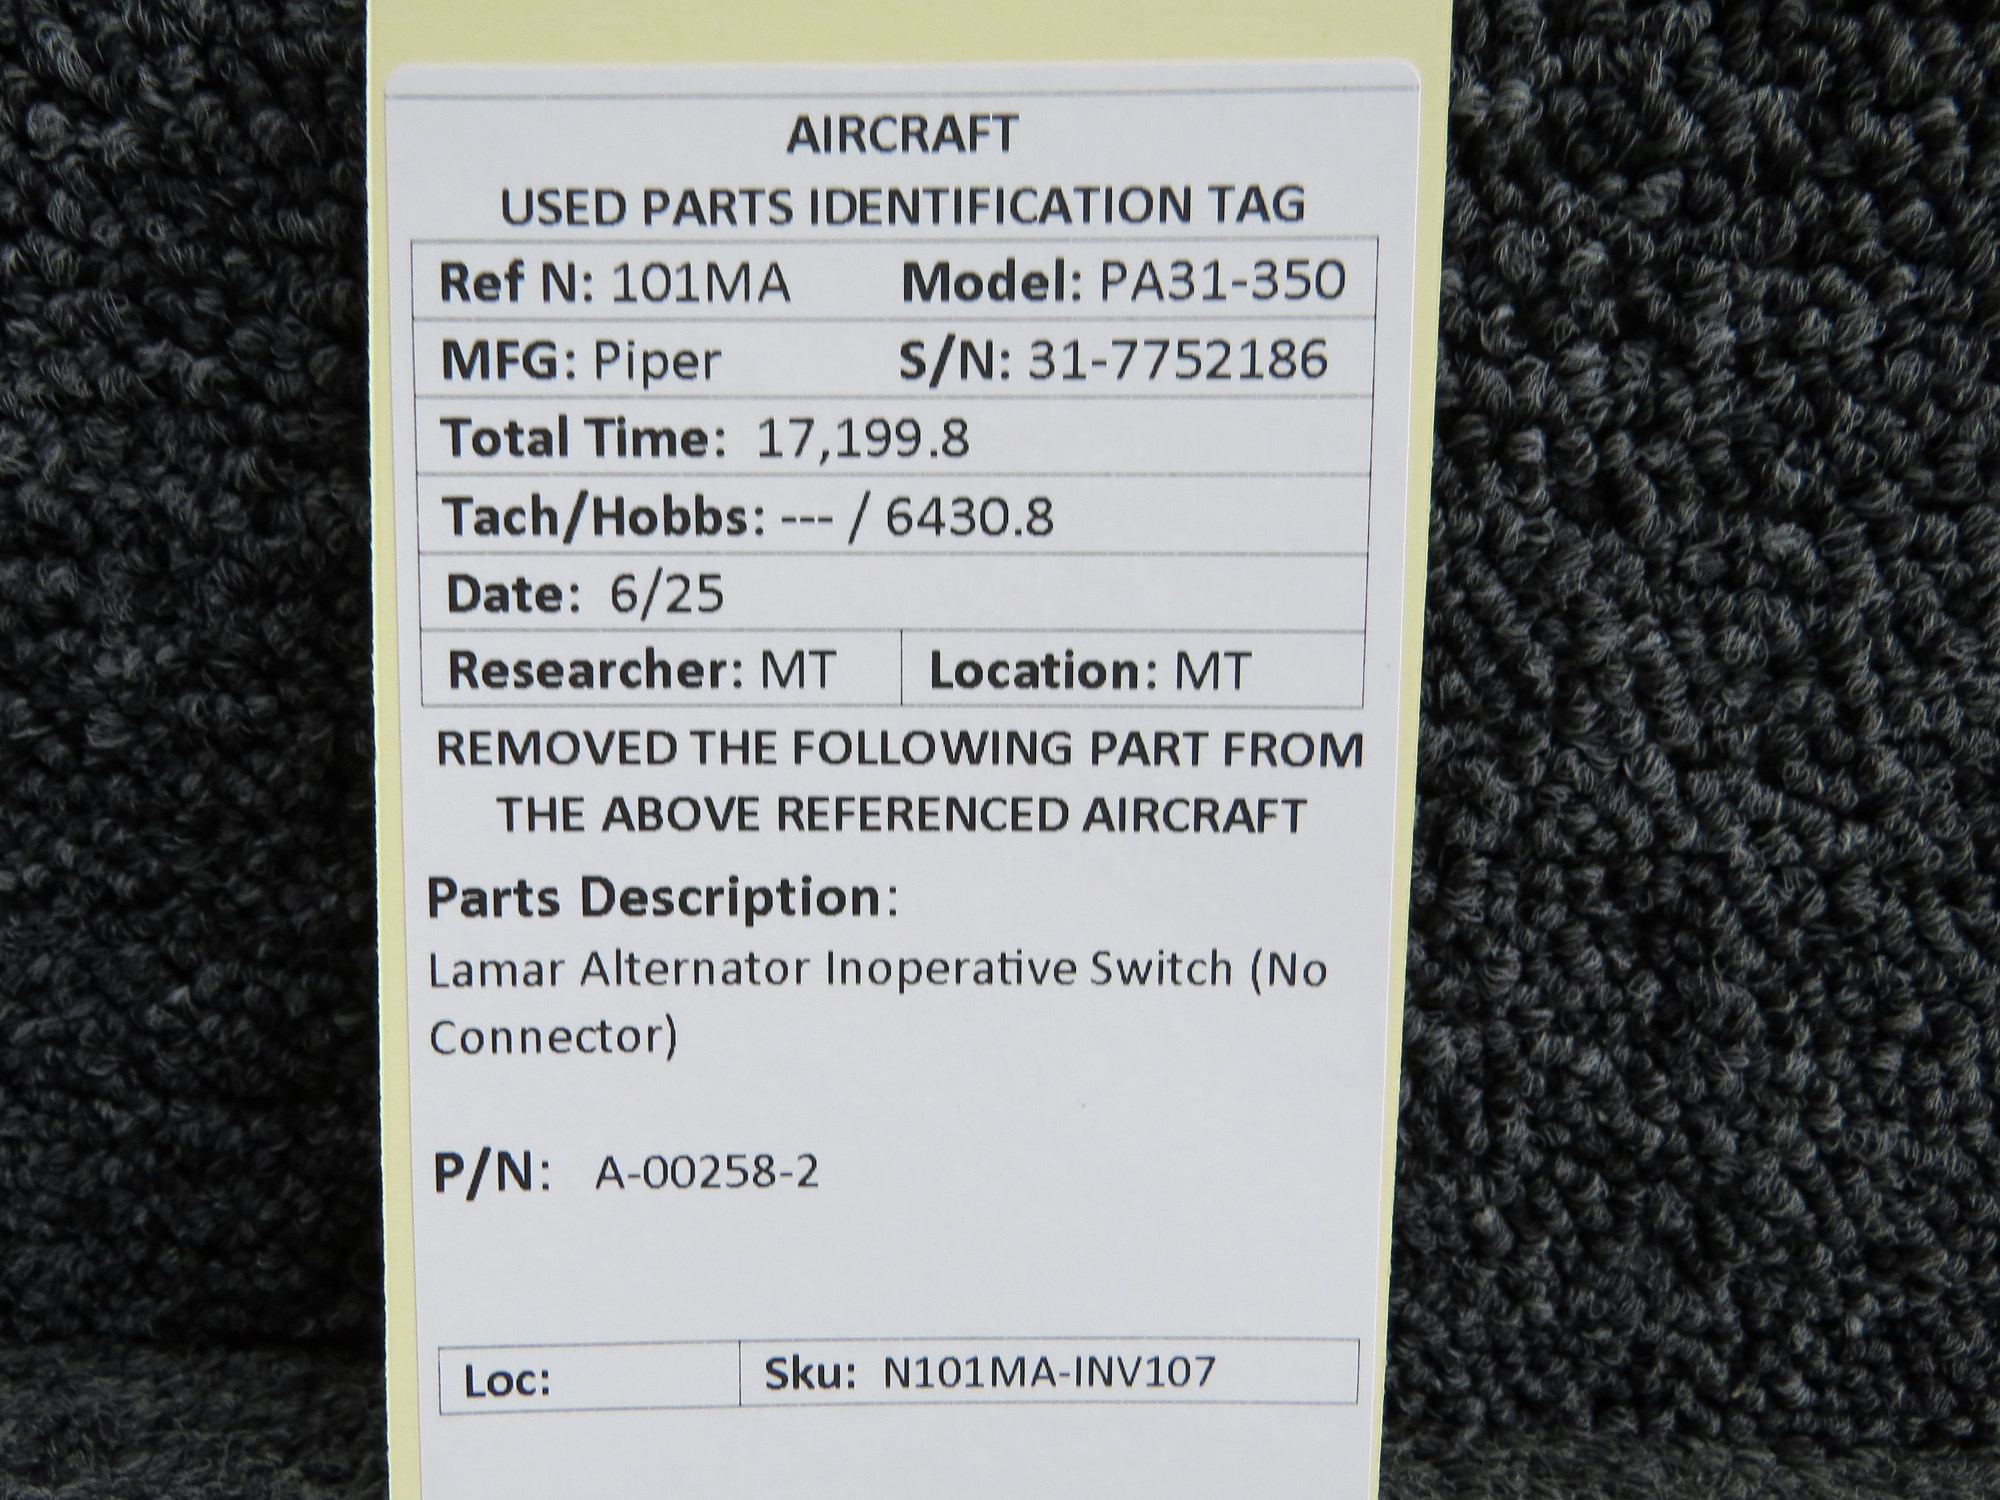 AIRCRAFT
USED PARTS IDENTIFICATION TAG
Ref N: 101MA Model: PA31-350
MFG: Piper S/N: 31-7752186
Total Time: 17,199.8
Tach/Hobbs: --- / 6430.8
Date: 6/25
Researcher: MT Location: MT
REMOVED THE FOLLOWING PART FROM
THE ABOVE REFERENCED AIRCRAFT
Parts Description:
Lamar Alternator Inoperative Switch (No
Connector)
P/N: A-00258-2
Loc: Sku: N101MA-INV107